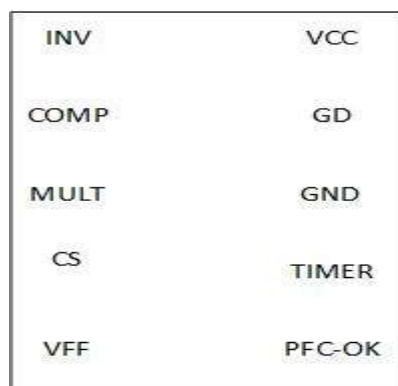 INV VCC
COMP GD
MULT GND
CS TIMER
VFF PFC-OK